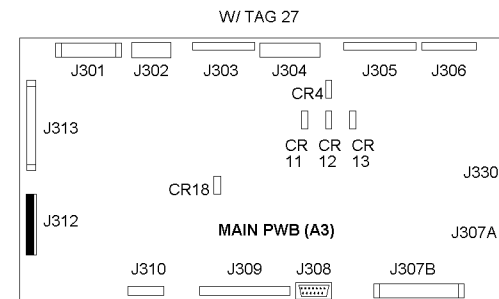 W/ TAG 27
J301 J302 J303 J304 J305 J306
CR4
J313
CR CR CR
11 12 13
J330
CR18
J312
MAIN PWB (A3)
J307A
J310 J309 J308 J307B